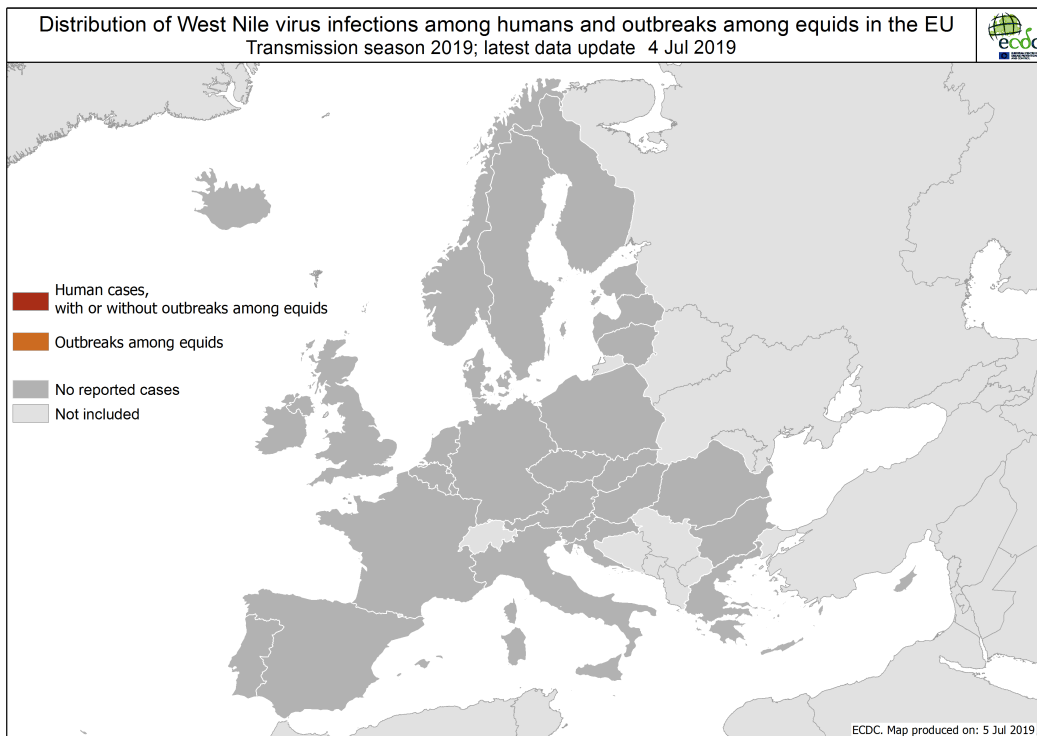 Distribution of West Nile virus infections among humans and outbreaks among equids in the EU
Transmission season 2019; latest data update 4 Jul 2019
ecdc
Human cases,
with or without outbreaks among equids
Outbreaks among equids
No reported cases
Not included
ECDC. Map produced on: 5 Jul 2019